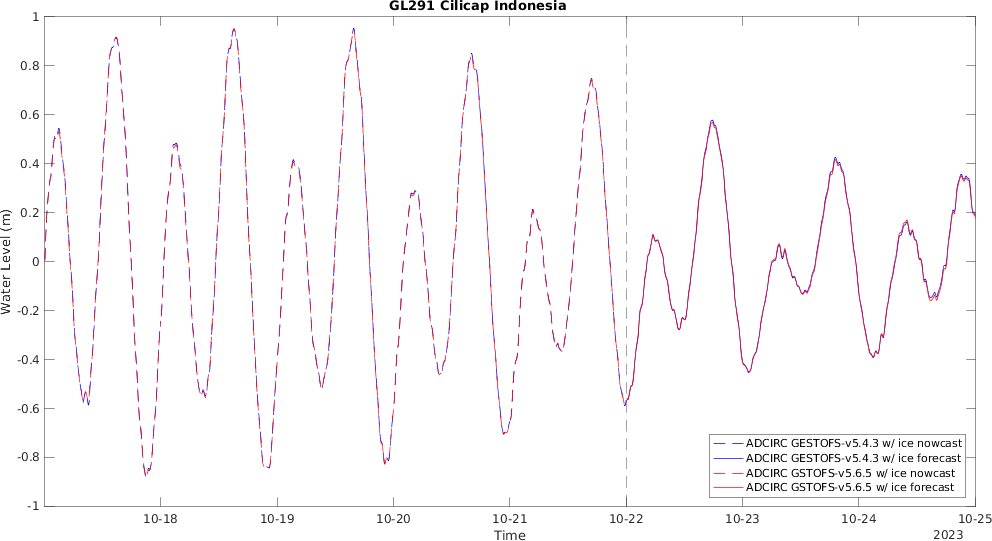 GL291 Cilicap Indonesia
1
0.8
0.6
0.4
0.2
0
-0.2
-0.4
-0.6
-0.8
-1
Water Level (m)
ADCIRC GESTOFS-v5.4.3 w/ ice nowcast
ADCIRC GESTOFS-v5.4.3 w/ ice forecast
ADCIRC GSTOFS-v5.6.5 w/ ice nowcast
ADCIRC GSTOFS-v5.6.5 w/ ice forecast
10-18 10-19 10-20 10-21 10-22 10-23 10-24 10-25
Time
2023